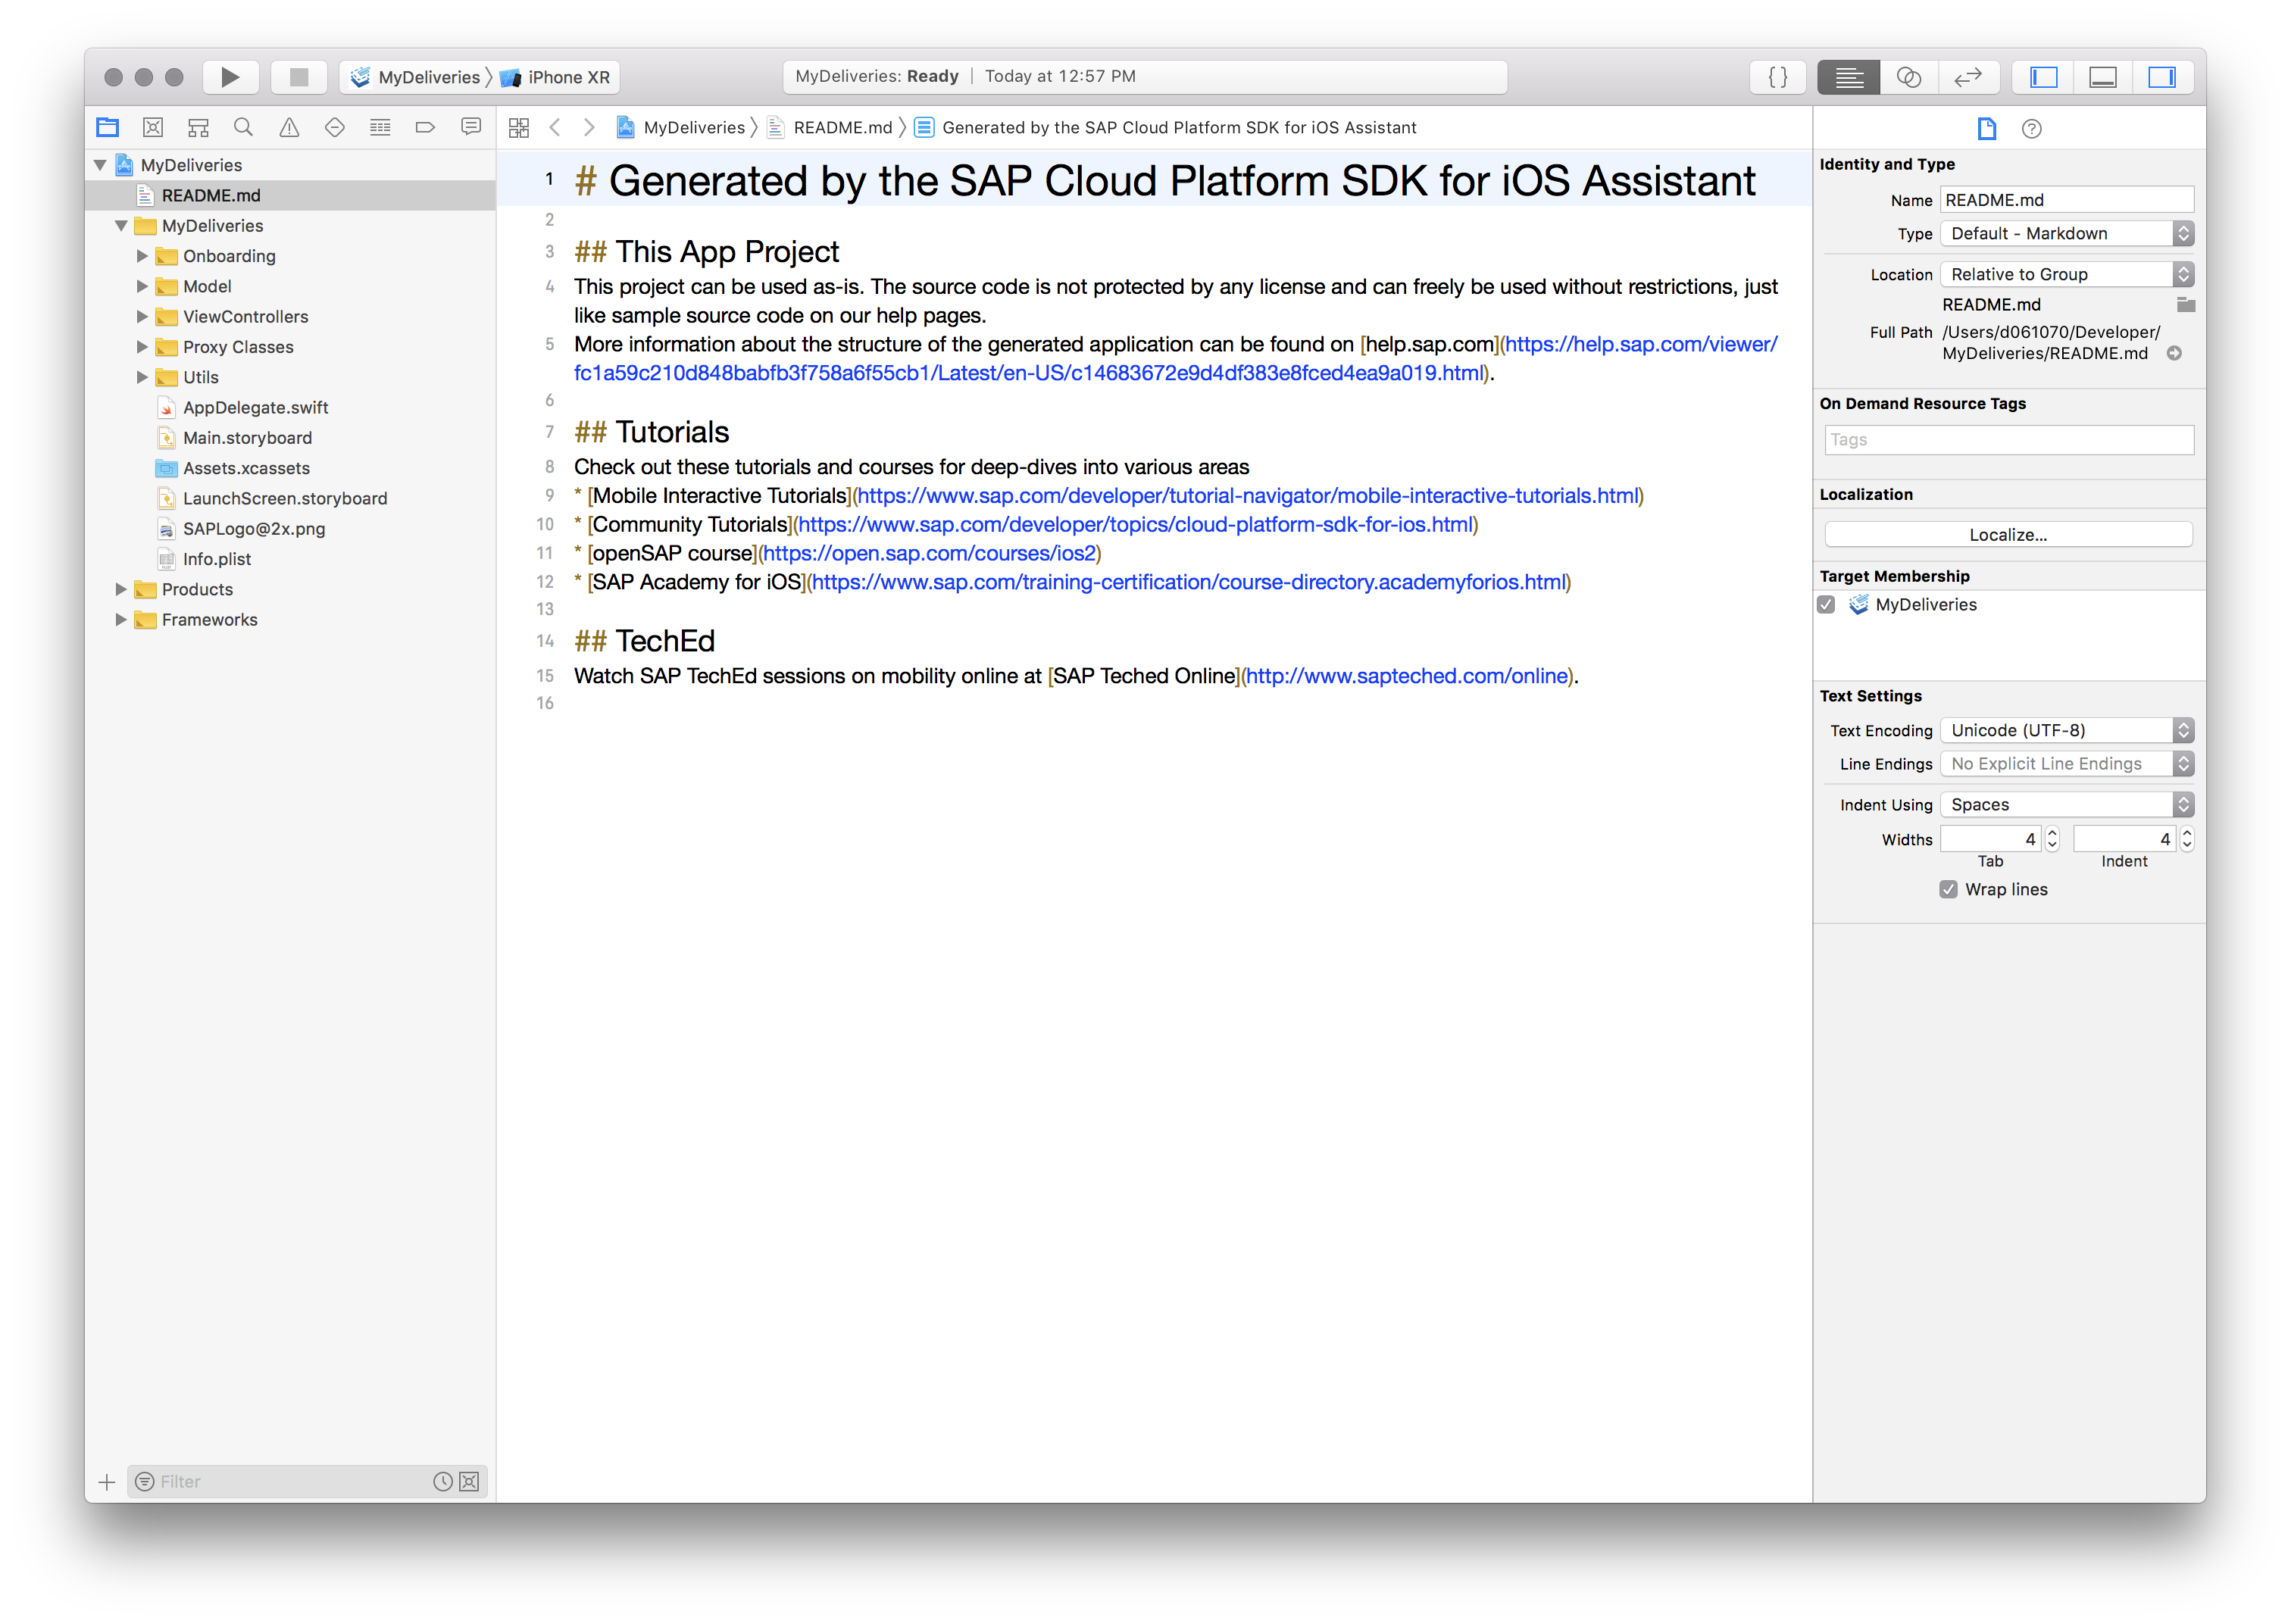 MyDeliveries iPhone XR
MyDeliveries: Ready | Today at 12:57 PM
{ }
MyDeliveries
README.md
MyDeliveries
Onboarding
Model
ViewControllers
Proxy Classes
Utils
AppDelegate.swift
Main.storyboard
Assets.xcassets
LaunchScreen.storyboard
SAPLogo@2x.png
Info.plist
Products
Frameworks
Filter
MyDeliveries README.md Generated by the SAP Cloud Platform SDK for iOS Assistant
1 # Generated by the SAP Cloud Platform SDK for iOS Assistant
2
3 ## This App Project
4 This project can be used as-is. The source code is not protected by any license and can freely be used without restrictions, just
like sample source code on our help pages.
5 More information about the structure of the generated application can be found on [help.sap.com](https://help.sap.com/viewer/
fc1a59c210d848babfb3f758a6f55cb1/Latest/en-US/c14683672e9d4df383e8fced4ea9a019.html).
6
7 ## Tutorials
8 Check out these tutorials and courses for deep-dives into various areas
9 * [Mobile Interactive Tutorials](https://www.sap.com/developer/tutorial-navigator/mobile-interactive-tutorials.html)
10 * [Community Tutorials](https://www.sap.com/developer/topics/cloud-platform-sdk-for-ios.html)
11 * [openSAP course](https://open.sap.com/courses/ios2)
12 * [SAP Academy for iOS](https://www.sap.com/training-certification/course-directory.academyforios.html)
13
14 ## TechEd
15 Watch SAP TechEd sessions on mobility online at [SAP Teched Online](http://www.sapteched.com/online).
16
Identity and Type
Name README.md
Type Default - Markdown
Location Relative to Group
README.md
Full Path /Users/d061070/Developer/
MyDeliveries/README.md
On Demand Resource Tags
Tags
Localization
Localize...
Target Membership
MyDeliveries
Text Settings
Text Encoding Unicode (UTF-8)
Line Endings No Explicit Line Endings
Indent Using Spaces
Widths 4 4
Tab Indent
Wrap lines